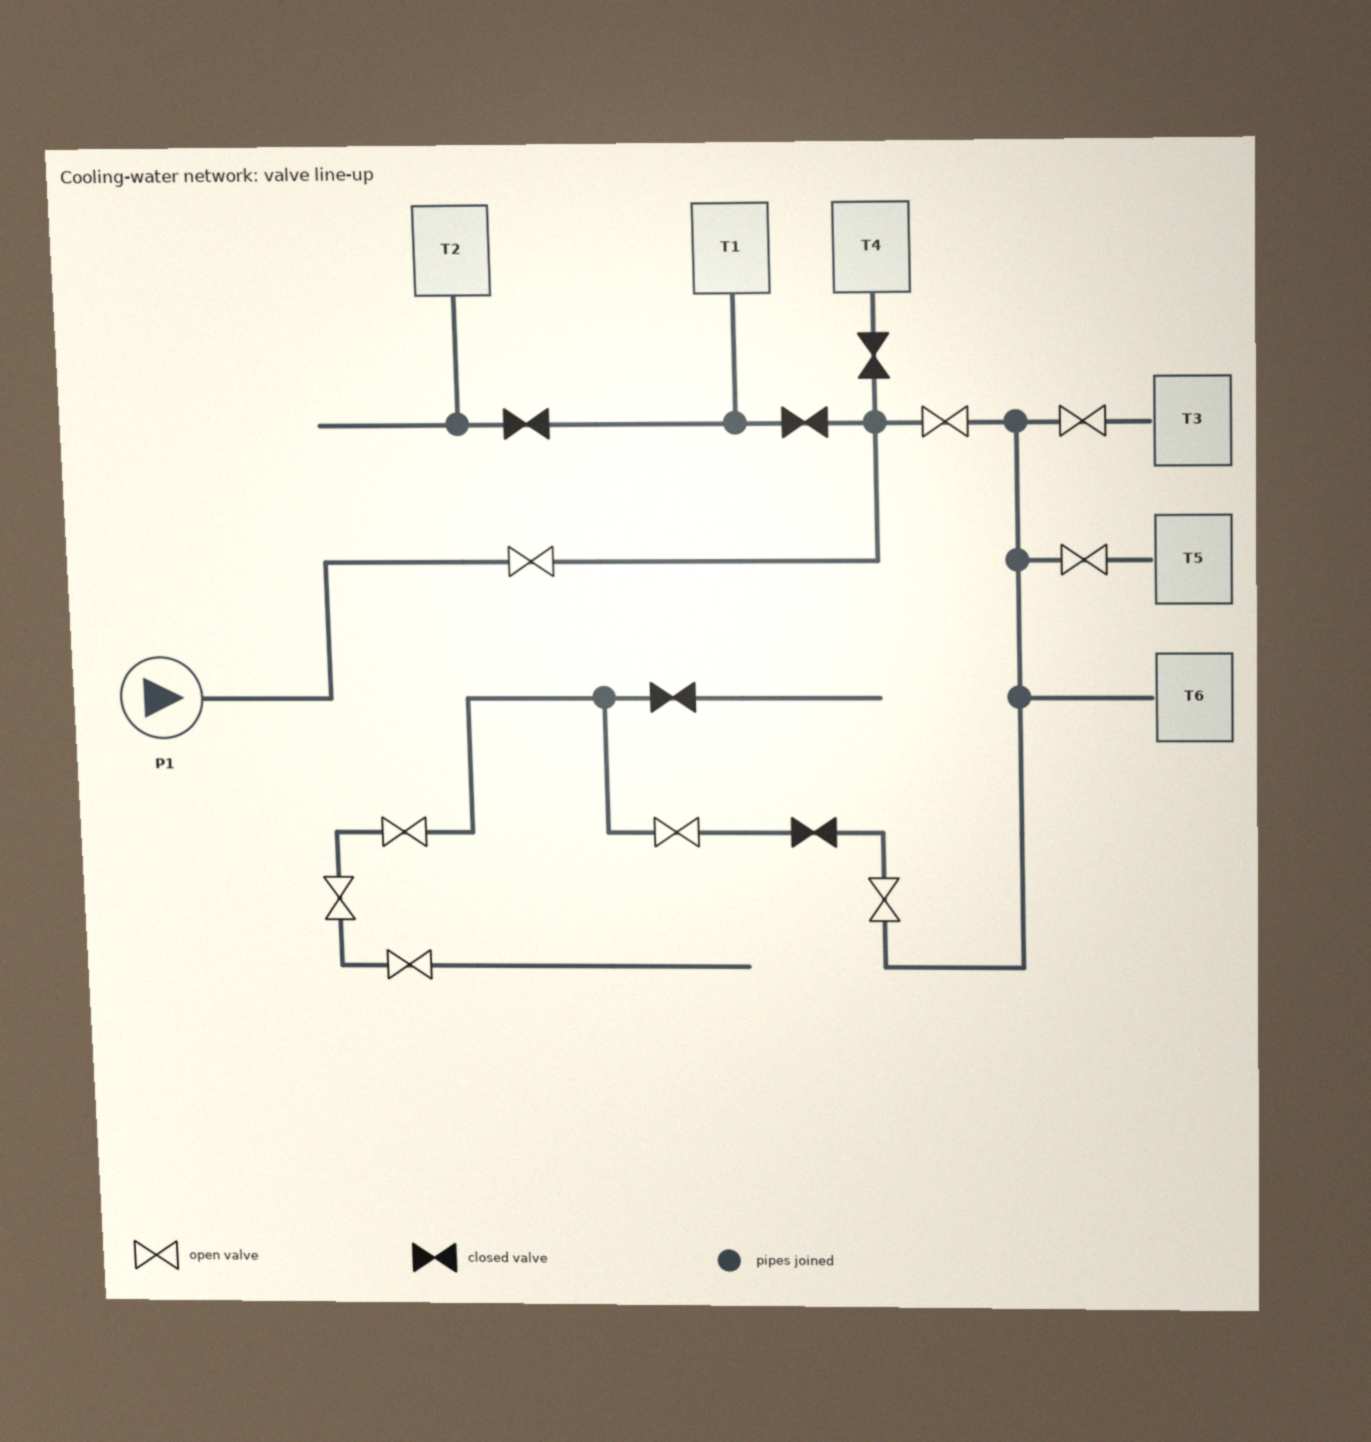 Cooling-water network: valve line-up
T2
T1
T4
T3
T5
T6
P1
open valve
closed valve
pipes joined